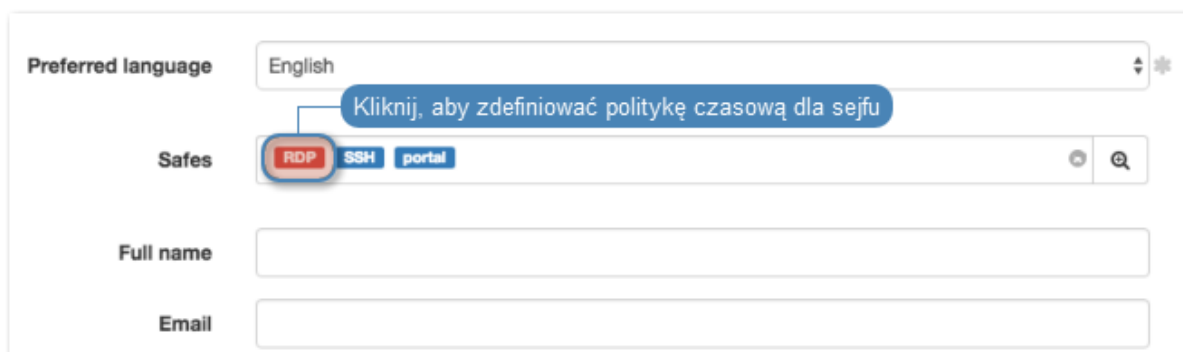 Preferred language English
Kliknij, aby zdefiniować politykę czasową dla sejfu
Safes RDP SSH portal
Full name
Email